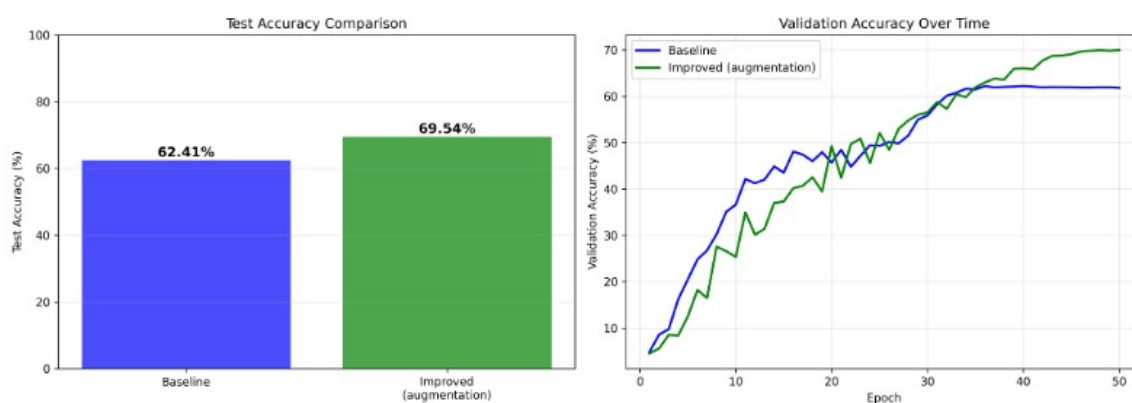 Test Accuracy Comparison
100
80
60
40
20
0
Test Accuracy (%)
62.41%
69.54%
Baseline
Improved
(augmentation)
Validation Accuracy Over Time
Baseline
Improved (augmentation)
70
60
50
40
30
20
10
Validation Accuracy (%)
0 10 20 30 40 50
Epoch